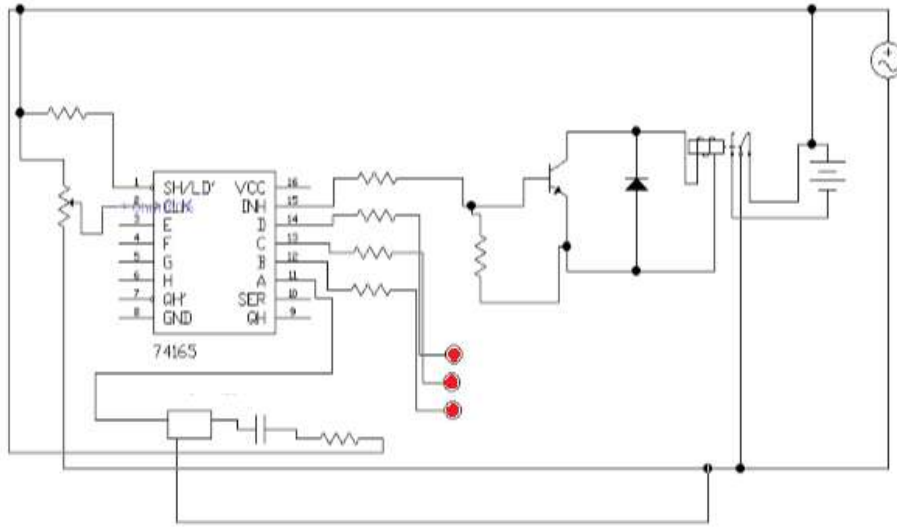 1 SH/LD' VCC 16
2 CLK INH 15
3 E D 14
4 F C 13
5 G B 12
6 H A 11
7 QH' SER 10
8 GND QH 9
74165